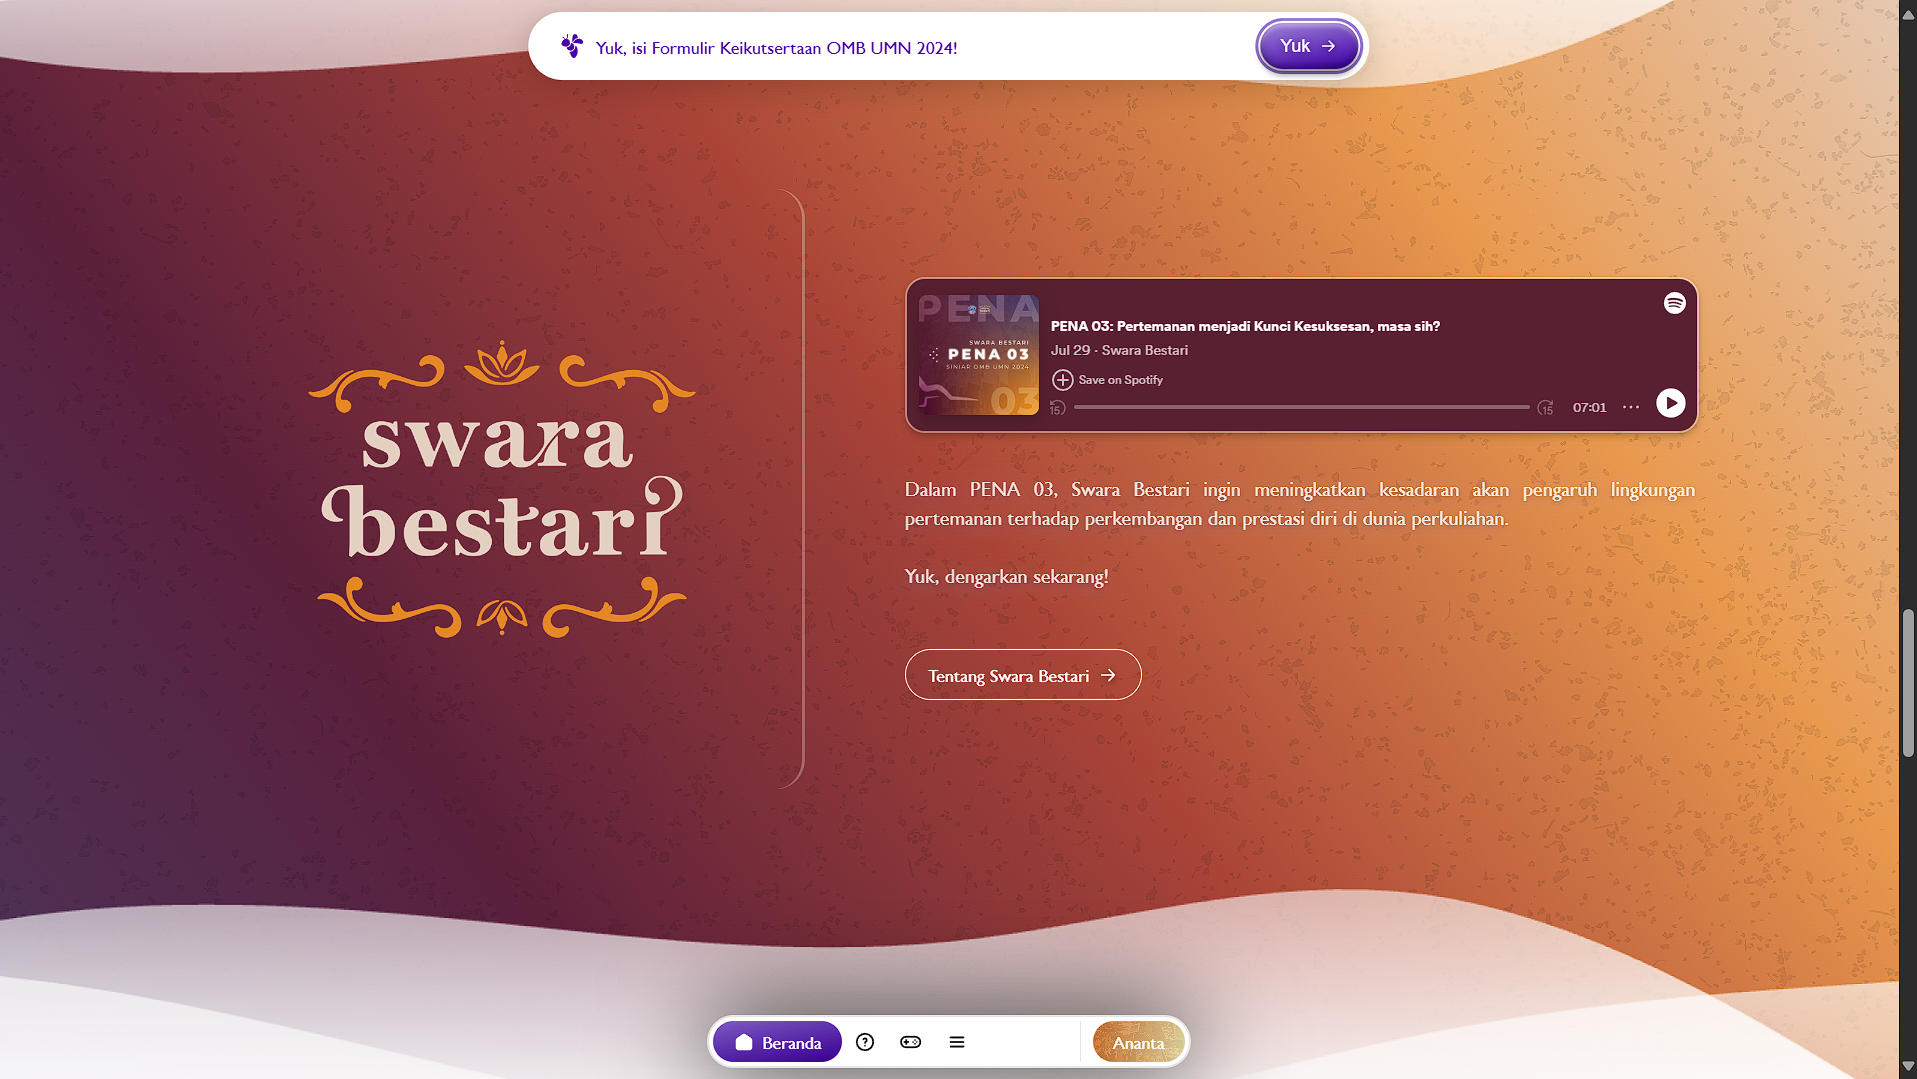 Yuk, isi Formulir Keikutsertaan OMB UMN 2024!
Yuk
swara
bestari
PENA
SWARA BESTARI
PENA 03
SINIAR OMB UMN 2024
03
PENA 03: Pertemanan menjadi Kunci Kesuksesan, masa sih?
Jul 29 · Swara Bestari
Save on Spotify
15
15
07:01
Dalam PENA 03, Swara Bestari ingin meningkatkan kesadaran akan pengaruh lingkungan
pertemanan terhadap perkembangan dan prestasi diri di dunia perkuliahan.
Yuk, dengarkan sekarang!
Tentang Swara Bestari
Beranda
Ananta